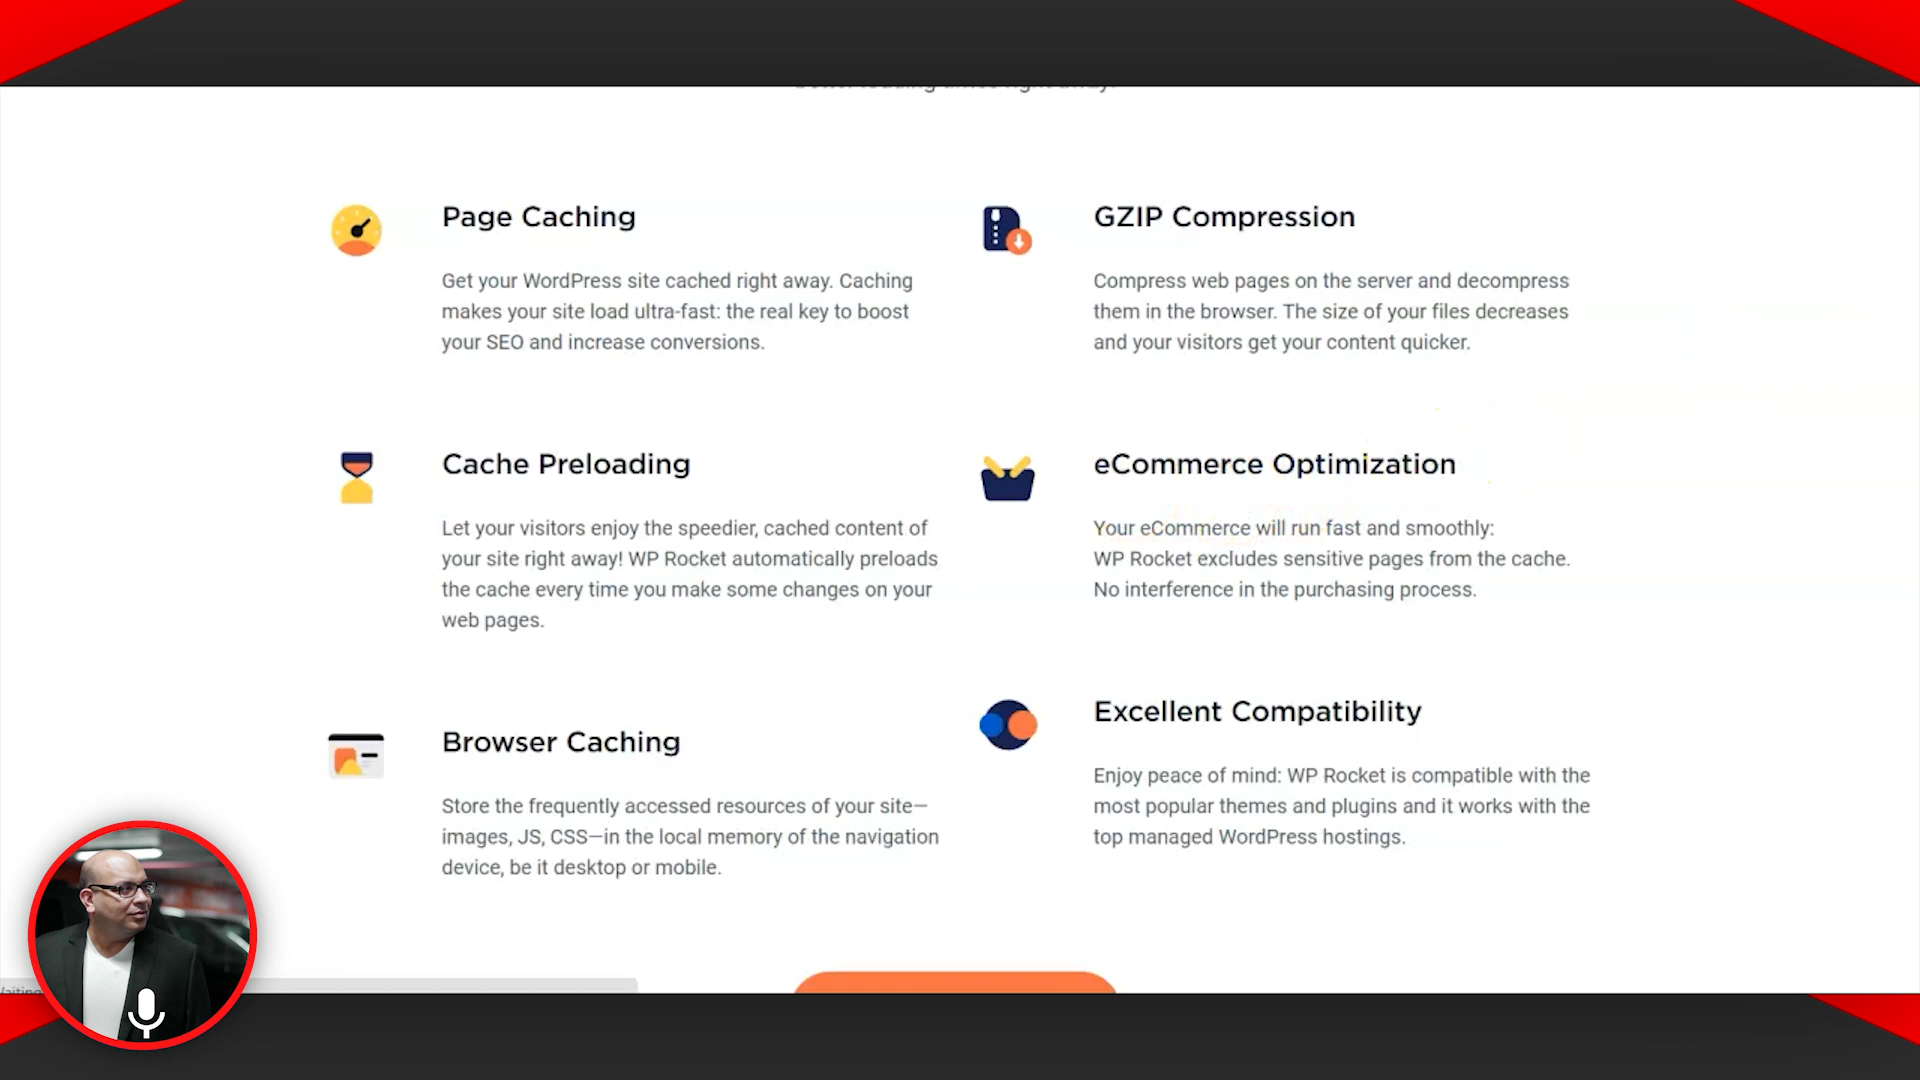 better loading times right away.
Page Caching
Get your WordPress site cached right away. Caching
makes your site load ultra-fast: the real key to boost
your SEO and increase conversions.
GZIP Compression
Compress web pages on the server and decompress
them in the browser. The size of your files decreases
and your visitors get your content quicker.
Cache Preloading
Let your visitors enjoy the speedier, cached content of
your site right away! WP Rocket automatically preloads
the cache every time you make some changes on your
web pages.
eCommerce Optimization
Your eCommerce will run fast and smoothly:
WP Rocket excludes sensitive pages from the cache.
No interference in the purchasing process.
Browser Caching
Store the frequently accessed resources of your site—
images, JS, CSS—in the local memory of the navigation
device, be it desktop or mobile.
Excellent Compatibility
Enjoy peace of mind: WP Rocket is compatible with the
most popular themes and plugins and it works with the
top managed WordPress hostings.